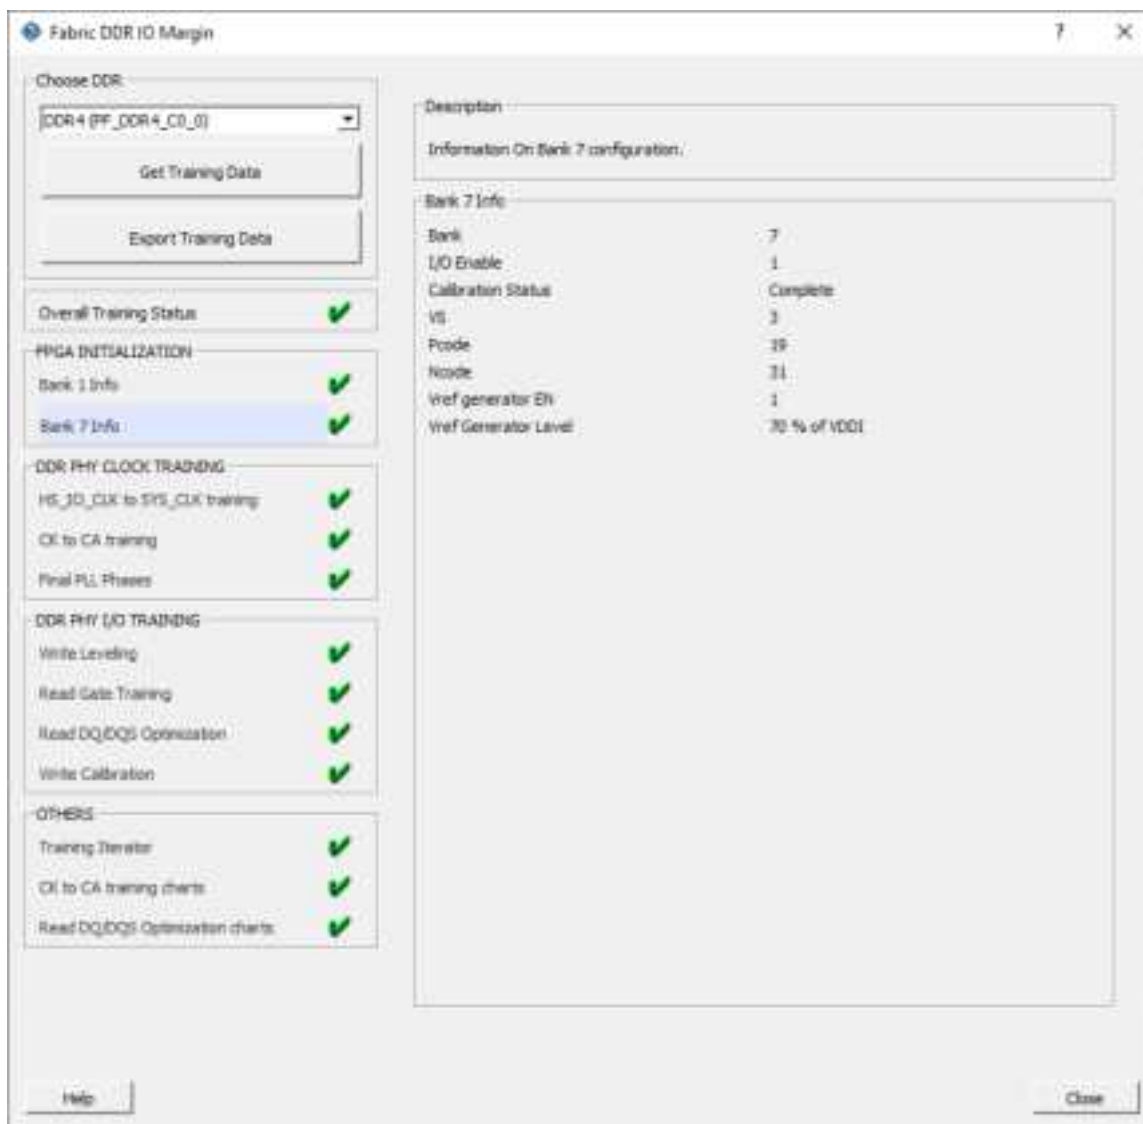 Fabric DDR IO Margin
?
Choose DDR
DDR4 (PF_DDR4_C0_0)
Get Training Data
Export Training Data
Overall Training Status
FPGA INITIALIZATION
Bank 1 Info
Bank 7 Info
DDR PHY CLOCK TRAINING
HS_IO_CLK to SYS_CLK training
CK to CA training
Final PLL Phases
DDR PHY I/O TRAINING
Write Leveling
Read Gate Training
Read DQ/DQS Optimization
Write Calibration
OTHERS
Training Iterator
CK to CA training charts
Read DQ/DQS Optimization charts
Description
Information On Bank 7 configuration.
Bank 7 Info
Bank 7
I/O Enable 1
Calibration Status Complete
VS 3
Pcode 19
Ncode 31
Vref generator EN 1
Vref Generator Level 70 % of VDDI
Help
Close